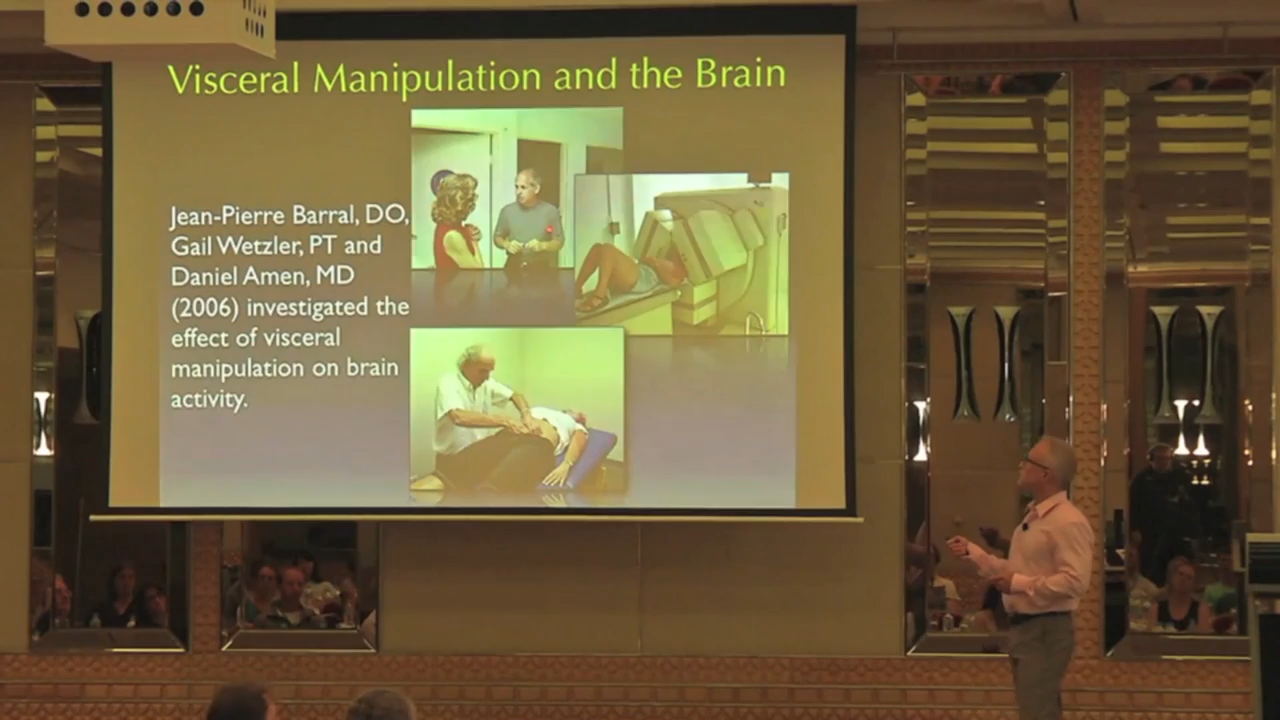 Visceral Manipulation and the Brain
Jean-Pierre Barral, DO,
Gail Wetzler, PT and
Daniel Amen, MD
(2006) investigated the
effect of visceral
manipulation on brain
activity.